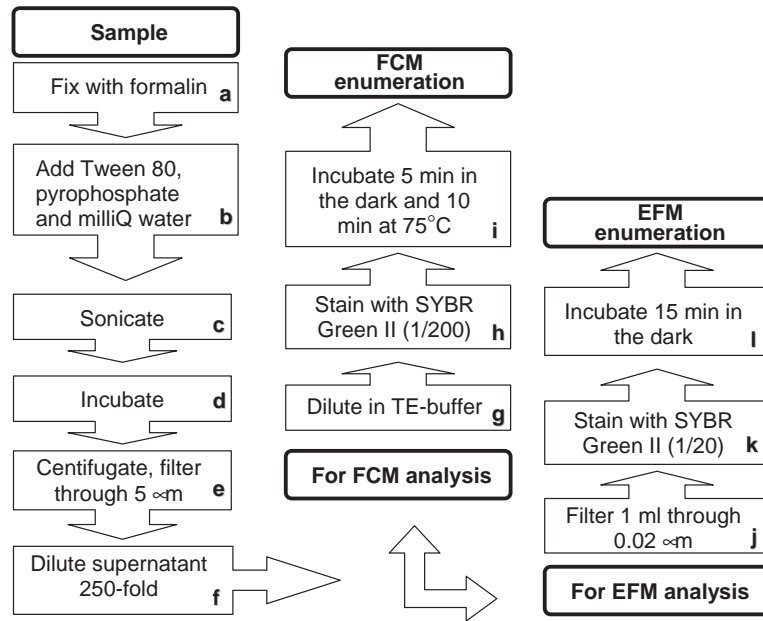 Sample
Fix with formalin
a
Add Tween 80,
pyrophosphate
and milliQ water
b
Sonicate
c
Incubate
d
Centifugate, filter
through 5 ∝m
e
Dilute supernatant
250-fold
f
FCM
enumeration
Incubate 5 min in
the dark and 10
min at 75°C
i
Stain with SYBR
Green II (1/200)
h
Dilute in TE-buffer
g
For FCM analysis
EFM
enumeration
Incubate 15 min in
the dark
l
Stain with SYBR
Green II (1/20)
k
Filter 1 ml through
0.02 ∝m
j
For EFM analysis